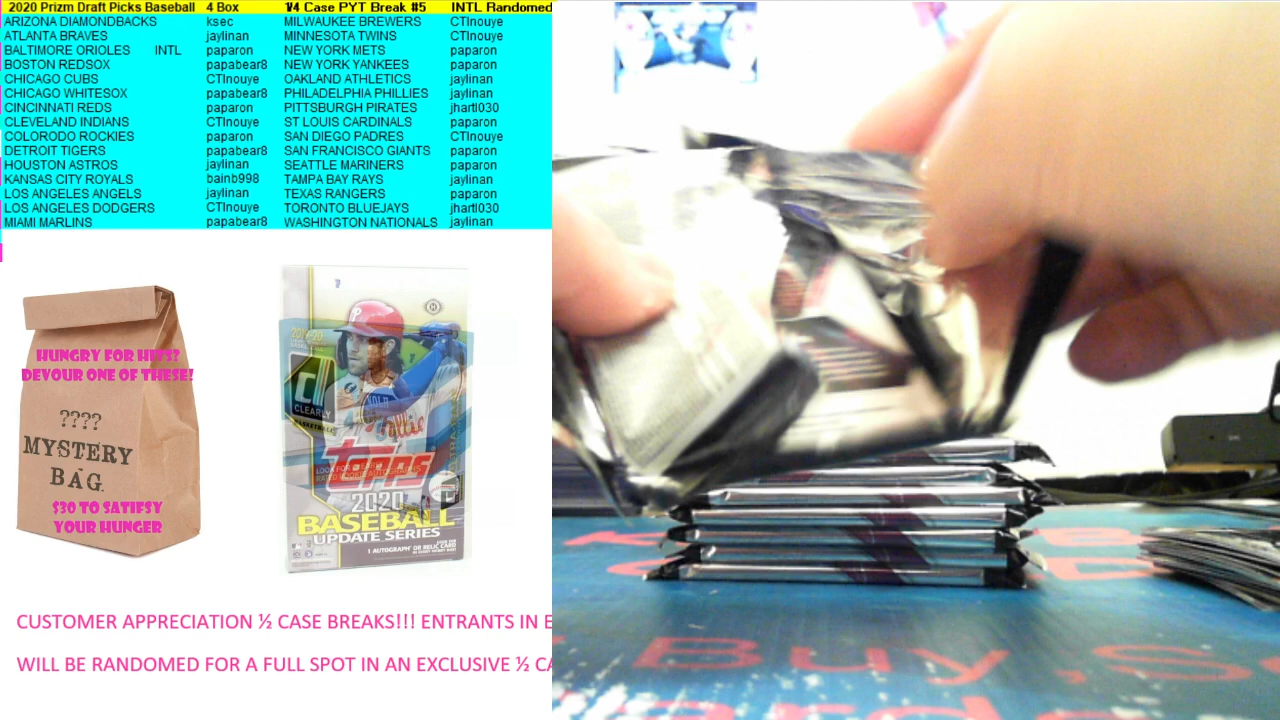 2020 Prizm Draft Picks Baseball 4 Box 1/4 Case PYT Break #5 INTL Randomed
ARIZONA DIAMONDBACKS ksec MILWAUKEE BREWERS CTInouye
ATLANTA BRAVES jaylinan MINNESOTA TWINS CTInouye
BALTIMORE ORIOLES INTL paparon NEW YORK METS paparon
BOSTON REDSOX papabear8 NEW YORK YANKEES paparon
CHICAGO CUBS CTInouye OAKLAND ATHLETICS jaylinan
CHICAGO WHITESOX papabear8 PHILADELPHIA PHILLIES jaylinan
CINCINNATI REDS paparon PITTSBURGH PIRATES jhartl030
CLEVELAND INDIANS CTInouye ST LOUIS CARDINALS paparon
COLORODO ROCKIES paparon SAN DIEGO PADRES CTInouye
DETROIT TIGERS papabear8 SAN FRANCISCO GIANTS paparon
HOUSTON ASTROS jaylinan SEATTLE MARINERS paparon
KANSAS CITY ROYALS bainb998 TAMPA BAY RAYS jaylinan
LOS ANGELES ANGELS jaylinan TEXAS RANGERS paparon
LOS ANGELES DODGERS CTInouye TORONTO BLUEJAYS jhartl030
MIAMI MARLINS papabear8 WASHINGTON NATIONALS jaylinan
HUNGRY FOR HITS?
DEVOUR ONE OF THESE!
????
MYSTERY
BAG.
$30 TO SATIFSY
YOUR HUNGER
CLEARLY
TOPPS
2020
BASEBALL
UPDATE SERIES
1 AUTOGRAPH OR RELIC CARD
CUSTOMER APPRECIATION ½ CASE BREAKS!!! ENTRANTS IN
WILL BE RANDOMED FOR A FULL SPOT IN AN EXCLUSIVE ½
Buy,